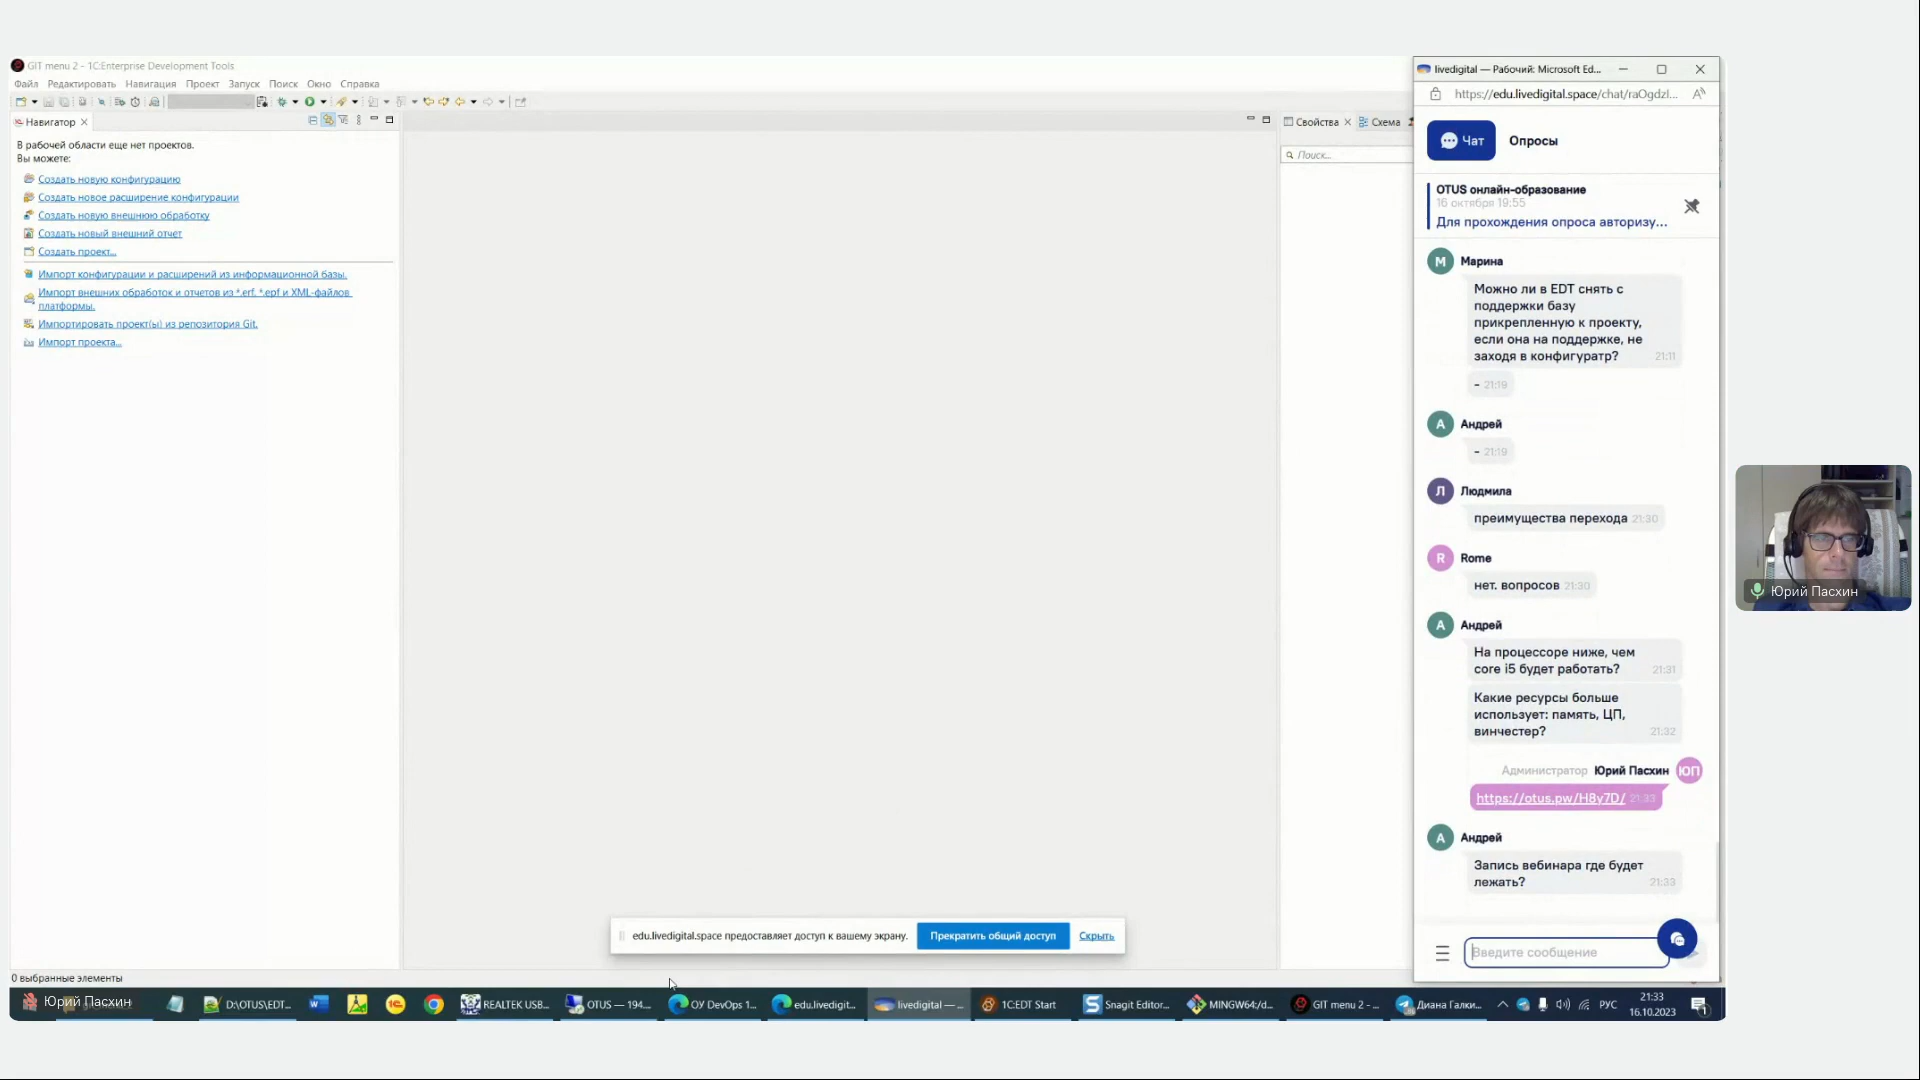 GIT menu 2 - 1C:Enterprise Development Tools
Файл Редактировать Навигация Проект Запуск Поиск Окно Справка
Навигатор
В рабочей области еще нет проектов.
Вы можете:
Создать новую конфигурацию
Создать новое расширение конфигурации
Создать новую внешнюю обработку
Создать новый внешний отчет
Создать проект...
Импорт конфигурации и расширений из информационной базы.
Импорт внешних обработок и отчетов из *.erf, *.epf и XML-файлов
платформы.
Импортировать проект(ы) из репозитория Git.
Импорт проекта...
Свойства Схема
Поиск...
livedigital — Рабочий: Microsoft Ed...
https://edu.livedigital.space/chat/raOgdzl...
Чат Опросы
OTUS онлайн-образование
16 октября 19:55
Для прохождения опроса авторизу...
М Марина
Можно ли в EDT снять с
поддержки базу
прикрепленную к проекту,
если она на поддержке, не
заходя в конфигуратр? 21:11
- 21:19
А Андрей
- 21:19
Л Людмила
преимущества перехода 21:30
R Rome
нет. вопросов 21:30
А Андрей
На процессоре ниже, чем
core i5 будет работать? 21:31
Какие ресурсы больше
использует: память, ЦП,
винчестер? 21:32
Администратор Юрий Пасхин ЮП
https://otus.pw/H8y7D/ 21:33
А Андрей
Запись вебинара где будет
лежать? 21:33
Введите сообщение
Юрий Пасхин
edu.livedigital.space предоставляет доступ к вашему экрану. Прекратить общий доступ Скрыть
0 выбранные элементы
Юрий Пасхин D:\OTUS\EDT... REALTEK USB... OTUS — 194... ОУ DevOps 1... edu.livedigit... livedigital — ... 1C:EDT Start Snagit Editor... MINGW64:/d... GIT menu 2 - ... Диана Галки... РУС 21:33
16.10.2023